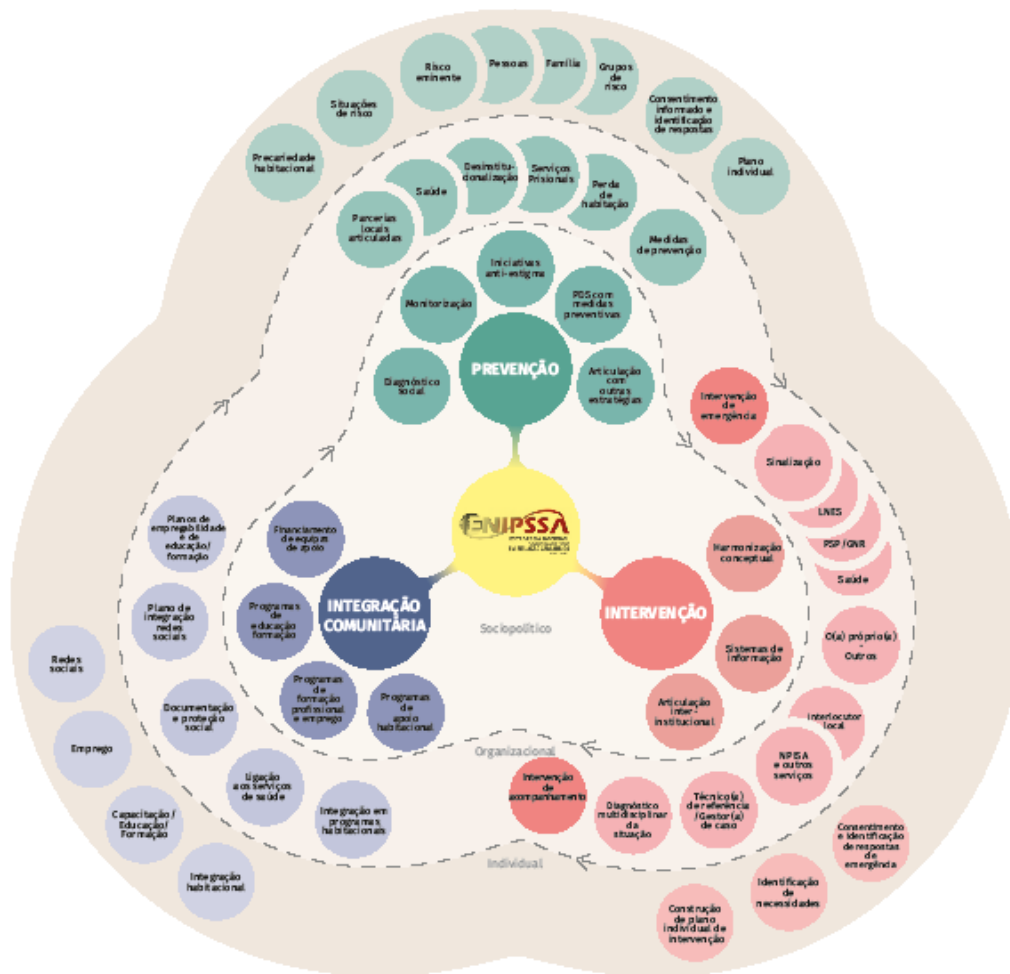 Risco
eminente
Pessoas
Família
Grupos
de
risco
Situações
de risco
Consentimento
informado e
identificação
de respostas
Precariedade
habitacional
Plano
individual
Desinstitu-
cionalização
Serviços
Prisionais
Saúde
Perda
de
habitação
Parcerias
locais
articuladas
Medidas
de prevenção
Iniciativas
anti-estigma
Monitorização
PDS com
medidas
preventivas
PREVENÇÃO
Diagnóstico
social
Articulação
com
outras
estratégias
Intervenção
de
emergência
Sinalização
LNES
PSP/GNR
Saúde
O(a) próprio(a)
-
Outros
Interlocutor
local
NPISA
e outros
serviços
Técnico(a)
de referência
/Gestor(a)
de caso
Diagnóstico
multidisciplinar
da
situação
Intervenção
de
acompanhamento
Harmonização
conceptual
Sistemas de
informação
Articulação
inter-
institucional
INTERVENÇÃO
ENIPSSA
Sociopolítico
Organizacional
Individual
INTEGRAÇÃO
COMUNITÁRIA
Financiamento
de equipas
de apoio
Programas
de
educação
formação
Programas
de
formação
profissional
e emprego
Programas
de
apoio
habitacional
Planos de
empregabilidade
e de
educação/
formação
Plano de
integração
redes
sociais
Documentação
e proteção
social
Ligação
aos serviços
de saúde
Integração em
programas
habitacionais
Redes
sociais
Emprego
Capacitação /
Educação/
Formação
Integração
habitacional
Consentimento
e identificação
de respostas
de
emergência
Identificação
de
necessidades
Construção
de plano
individual de
intervenção